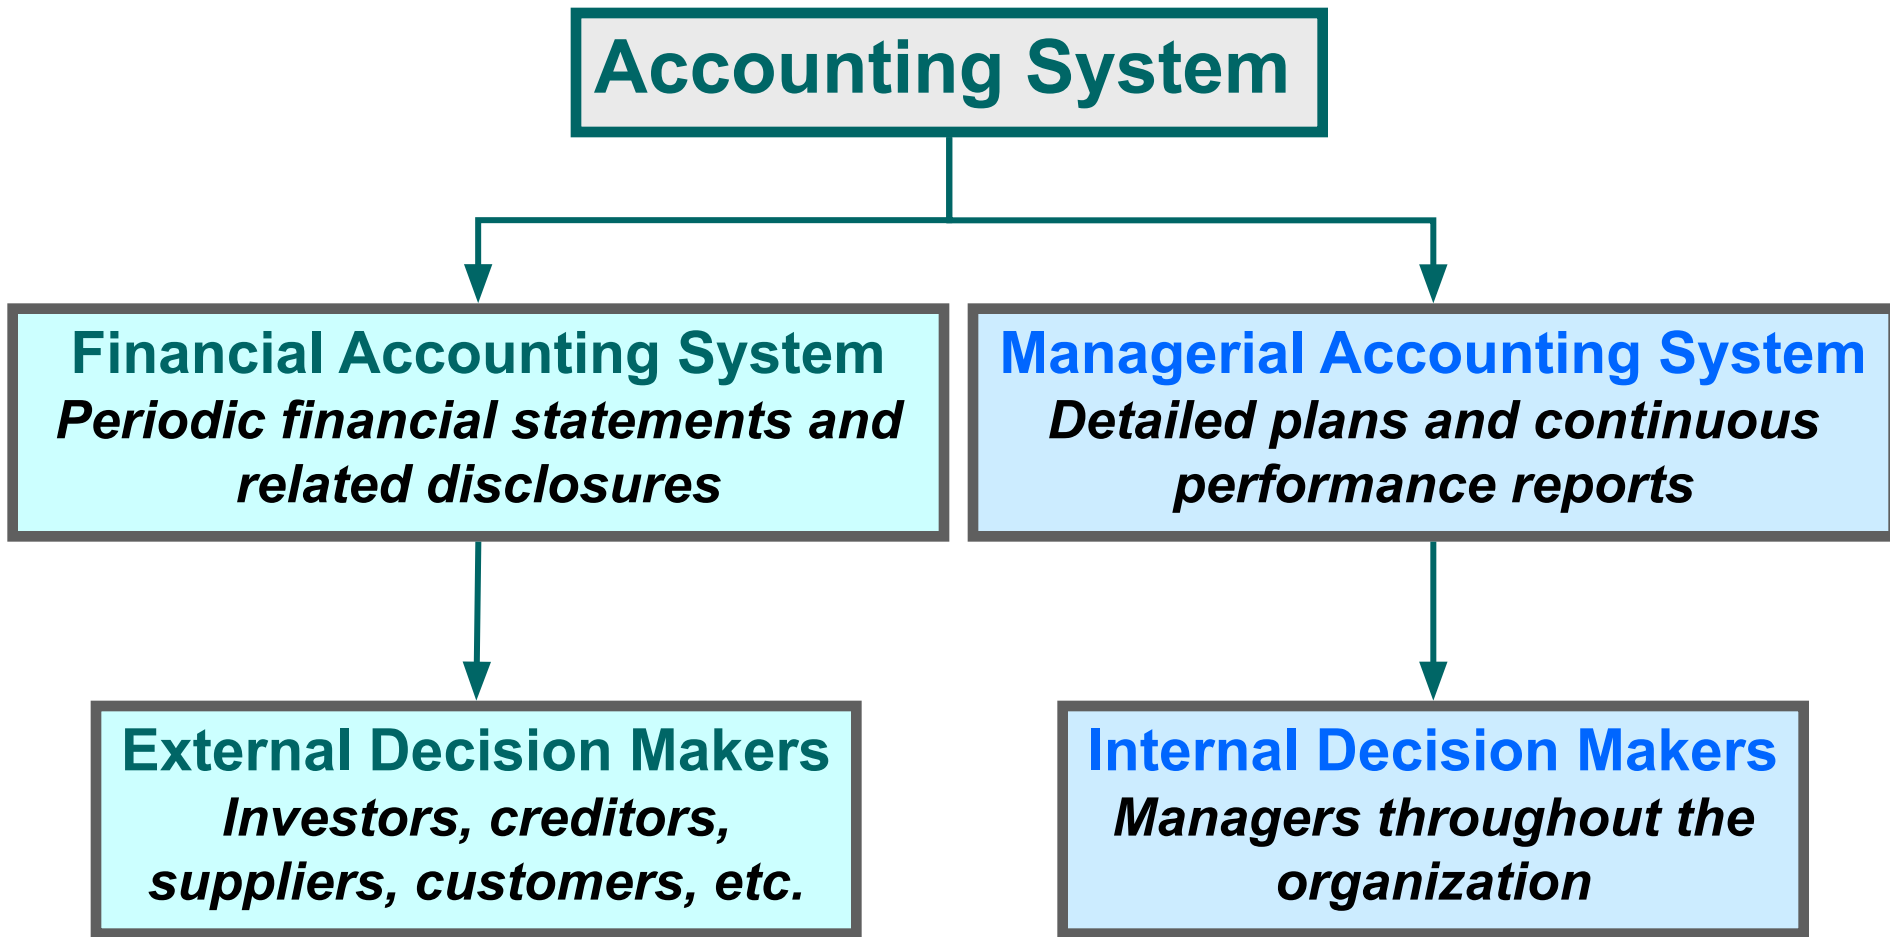 Accounting System
Financial Accounting System
Periodic financial statements and
related disclosures
Managerial Accounting System
Detailed plans and continuous
performance reports
External Decision Makers
Investors, creditors,
suppliers, customers, etc.
Internal Decision Makers
Managers throughout the
organization